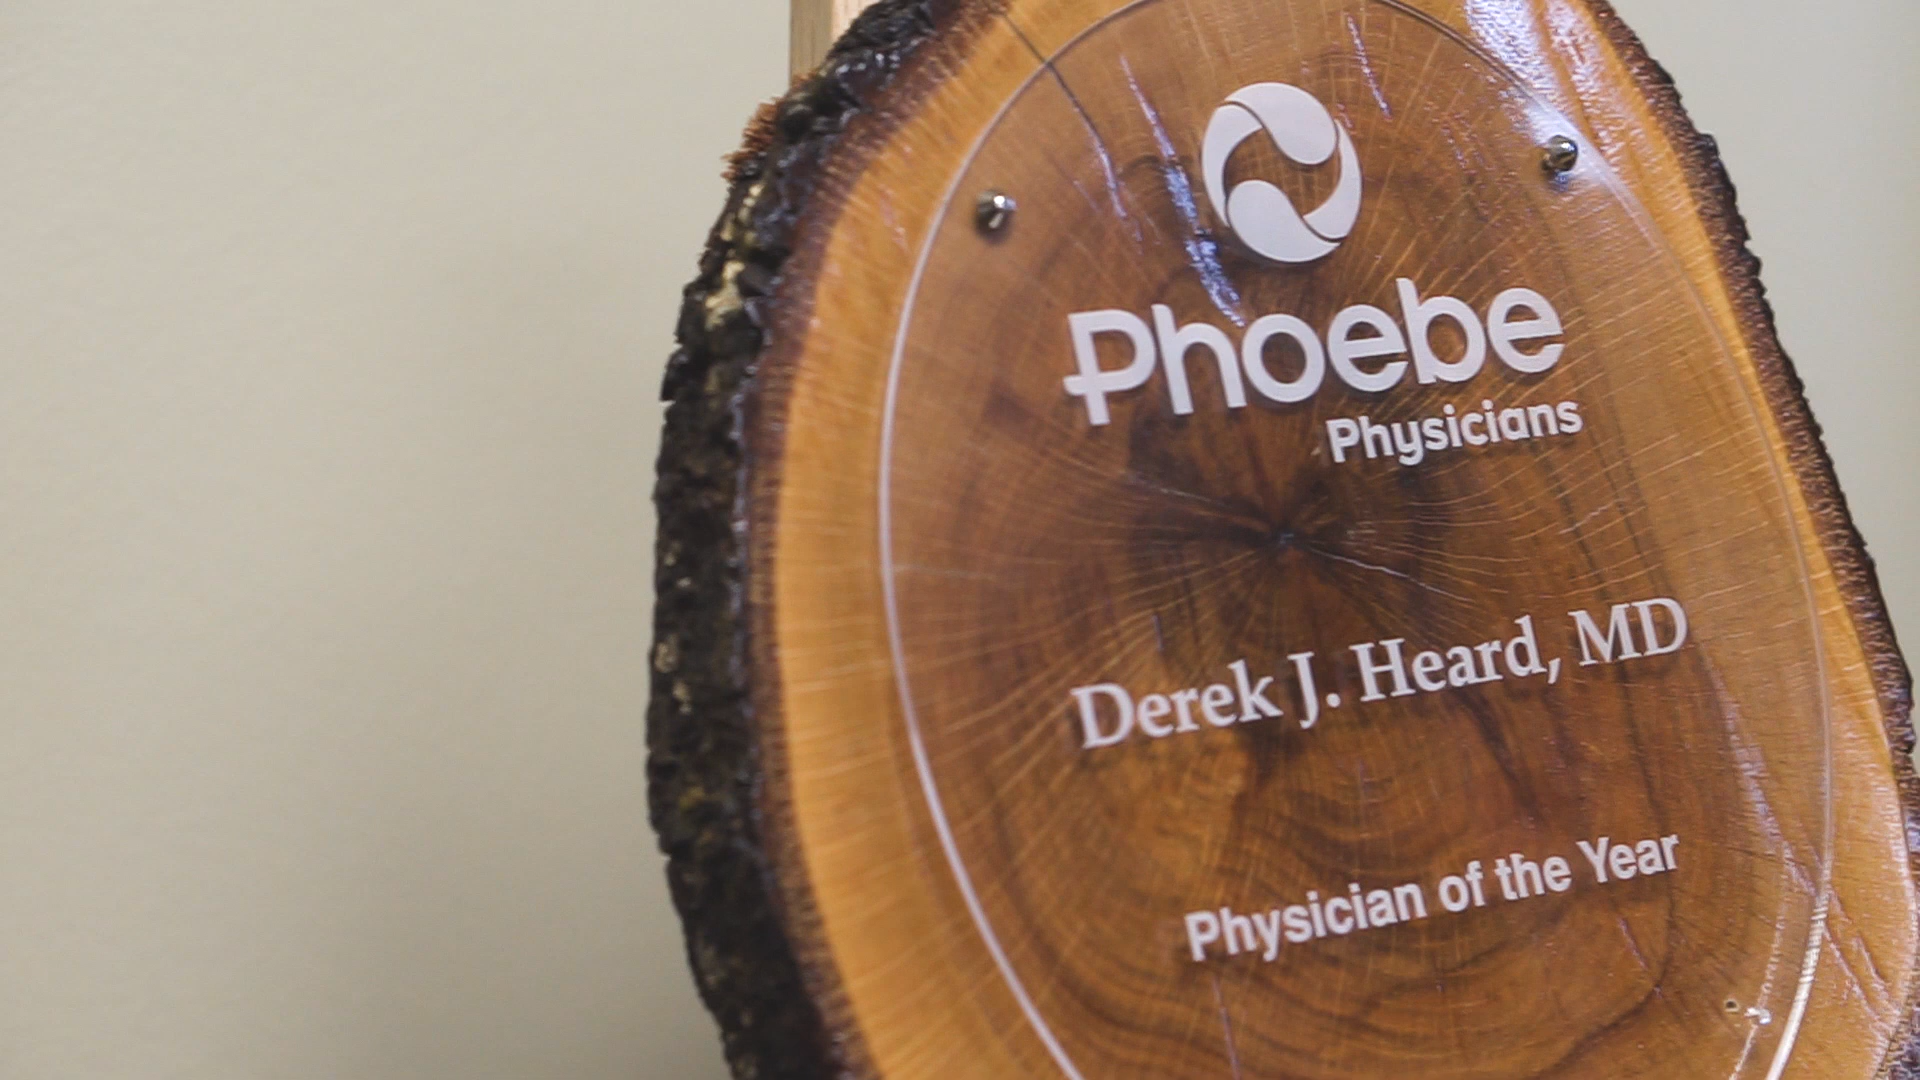 Phoebe
Physicians
Derek J. Heard, MD
Physician of the Year